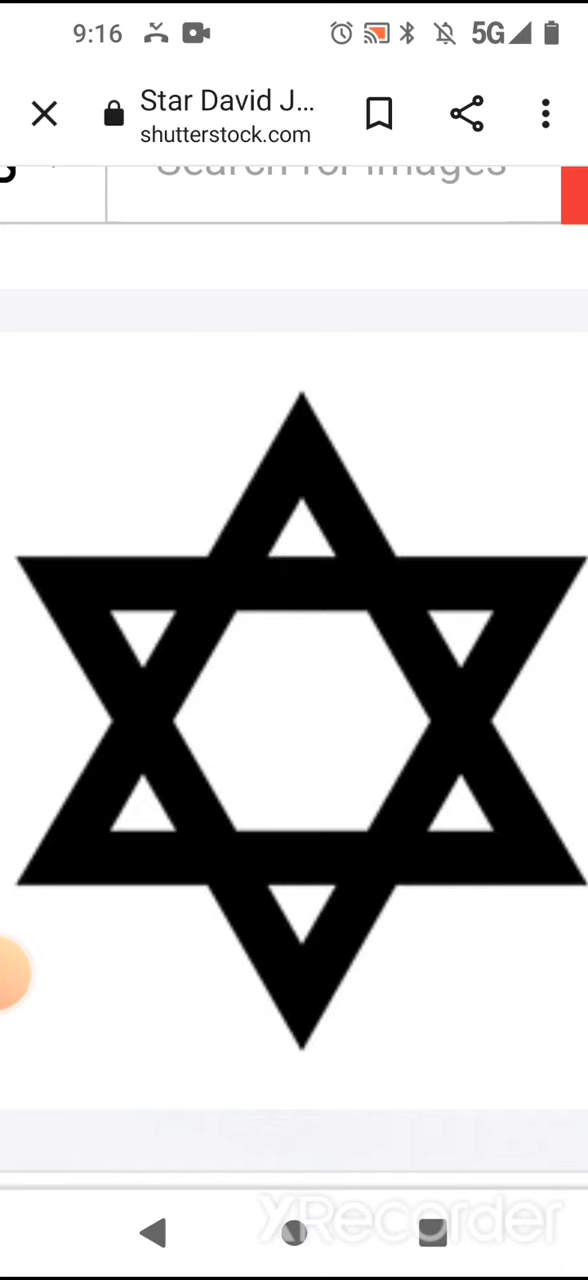 9:16 5G
Star David J...
shutterstock.com
Search for images
XRecorder